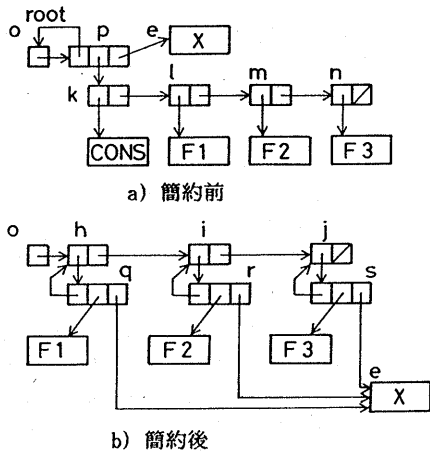 root
o p e X
l m n
k
CONS F1 F2 F3
a) 簡約前
o h i j
q r s
F1 F2 F3
e
X
b) 簡約後